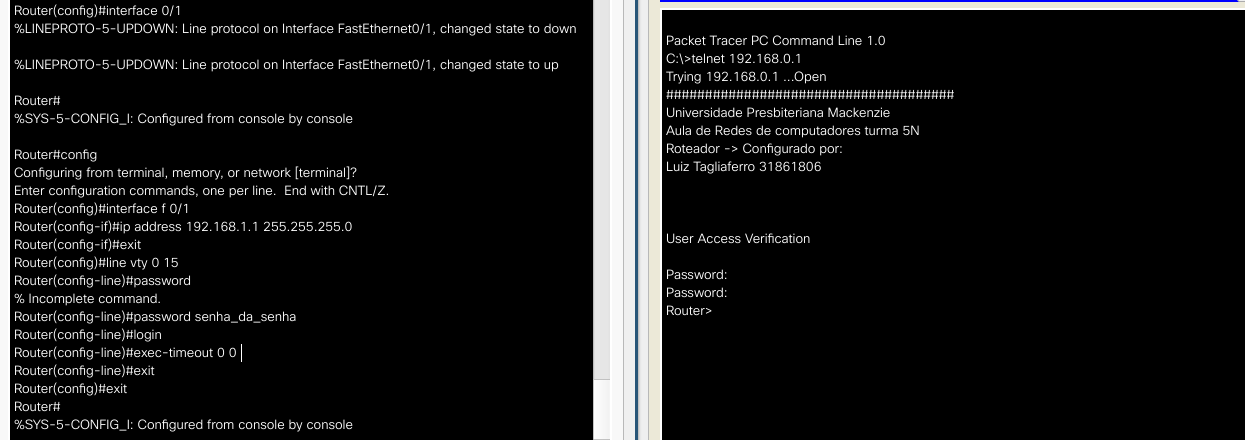 Router(config)#interface 0/1
%LINEPROTO-5-UPDOWN: Line protocol on Interface FastEthernet0/1, changed state to down
%LINEPROTO-5-UPDOWN: Line protocol on Interface FastEthernet0/1, changed state to up
Router#
%SYS-5-CONFIG_I: Configured from console by console
Router#config
Configuring from terminal, memory, or network [terminal]?
Enter configuration commands, one per line.  End with CNTL/Z.
Router(config)#interface f 0/1
Router(config-if)#ip address 192.168.1.1 255.255.255.0
Router(config-if)#exit
Router(config)#line vty 0 15
Router(config-line)#password
% Incomplete command.
Router(config-line)#password senha_da_senha
Router(config-line)#login
Router(config-line)#exec-timeout 0 0
Router(config-line)#exit
Router(config)#exit
Router#
%SYS-5-CONFIG_I: Configured from console by console
Packet Tracer PC Command Line 1.0
C:\>telnet 192.168.0.1
Trying 192.168.0.1 ...Open
######################################
Universidade Presbiteriana Mackenzie
Aula de Redes de computadores turma 5N
Roteador -> Configurado por:
Luiz Tagliaferro 31861806
User Access Verification
Password:
Password:
Router>